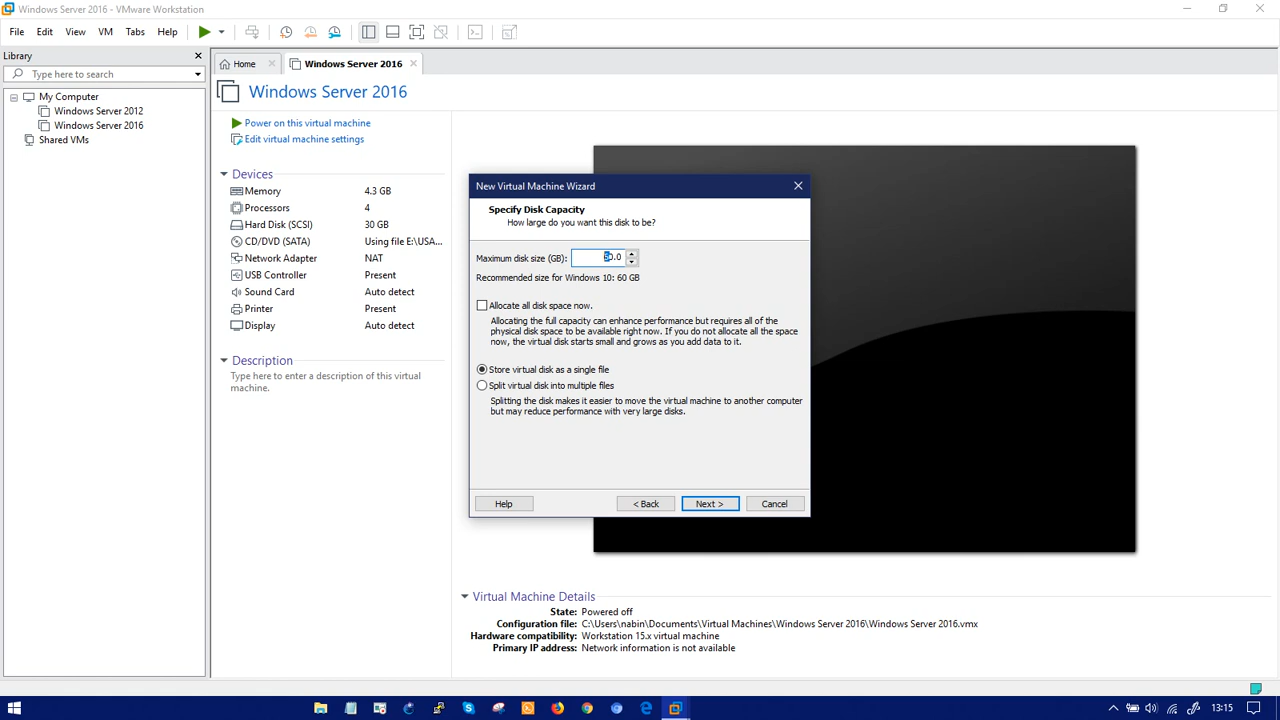 Windows Server 2016 - VMware Workstation
File Edit View VM Tabs Help
Library
Type here to search
My Computer
Windows Server 2012
Windows Server 2016
Shared VMs
Home
Windows Server 2016
Windows Server 2016
Power on this virtual machine
Edit virtual machine settings
Devices
Memory 4.3 GB
Processors 4
Hard Disk (SCSI) 30 GB
CD/DVD (SATA) Using file E:\USA...
Network Adapter NAT
USB Controller Present
Sound Card Auto detect
Printer Present
Display Auto detect
Description
Type here to enter a description of this virtual
machine.
New Virtual Machine Wizard
Specify Disk Capacity
How large do you want this disk to be?
Maximum disk size (GB):
Recommended size for Windows 10: 60 GB
Allocate all disk space now.
Allocating the full capacity can enhance performance but requires all of the
physical disk space to be available right now. If you do not allocate all the space
now, the virtual disk starts small and grows as you add data to it.
Store virtual disk as a single file
Split virtual disk into multiple files
Splitting the disk makes it easier to move the virtual machine to another computer
but may reduce performance with very large disks.
Help
< Back
Next >
Cancel
Virtual Machine Details
State: Powered off
Configuration file: C:\Users\nabin\Documents\Virtual Machines\Windows Server 2016\Windows Server 2016.vmx
Hardware compatibility: Workstation 15.x virtual machine
Primary IP address: Network information is not available
13:15